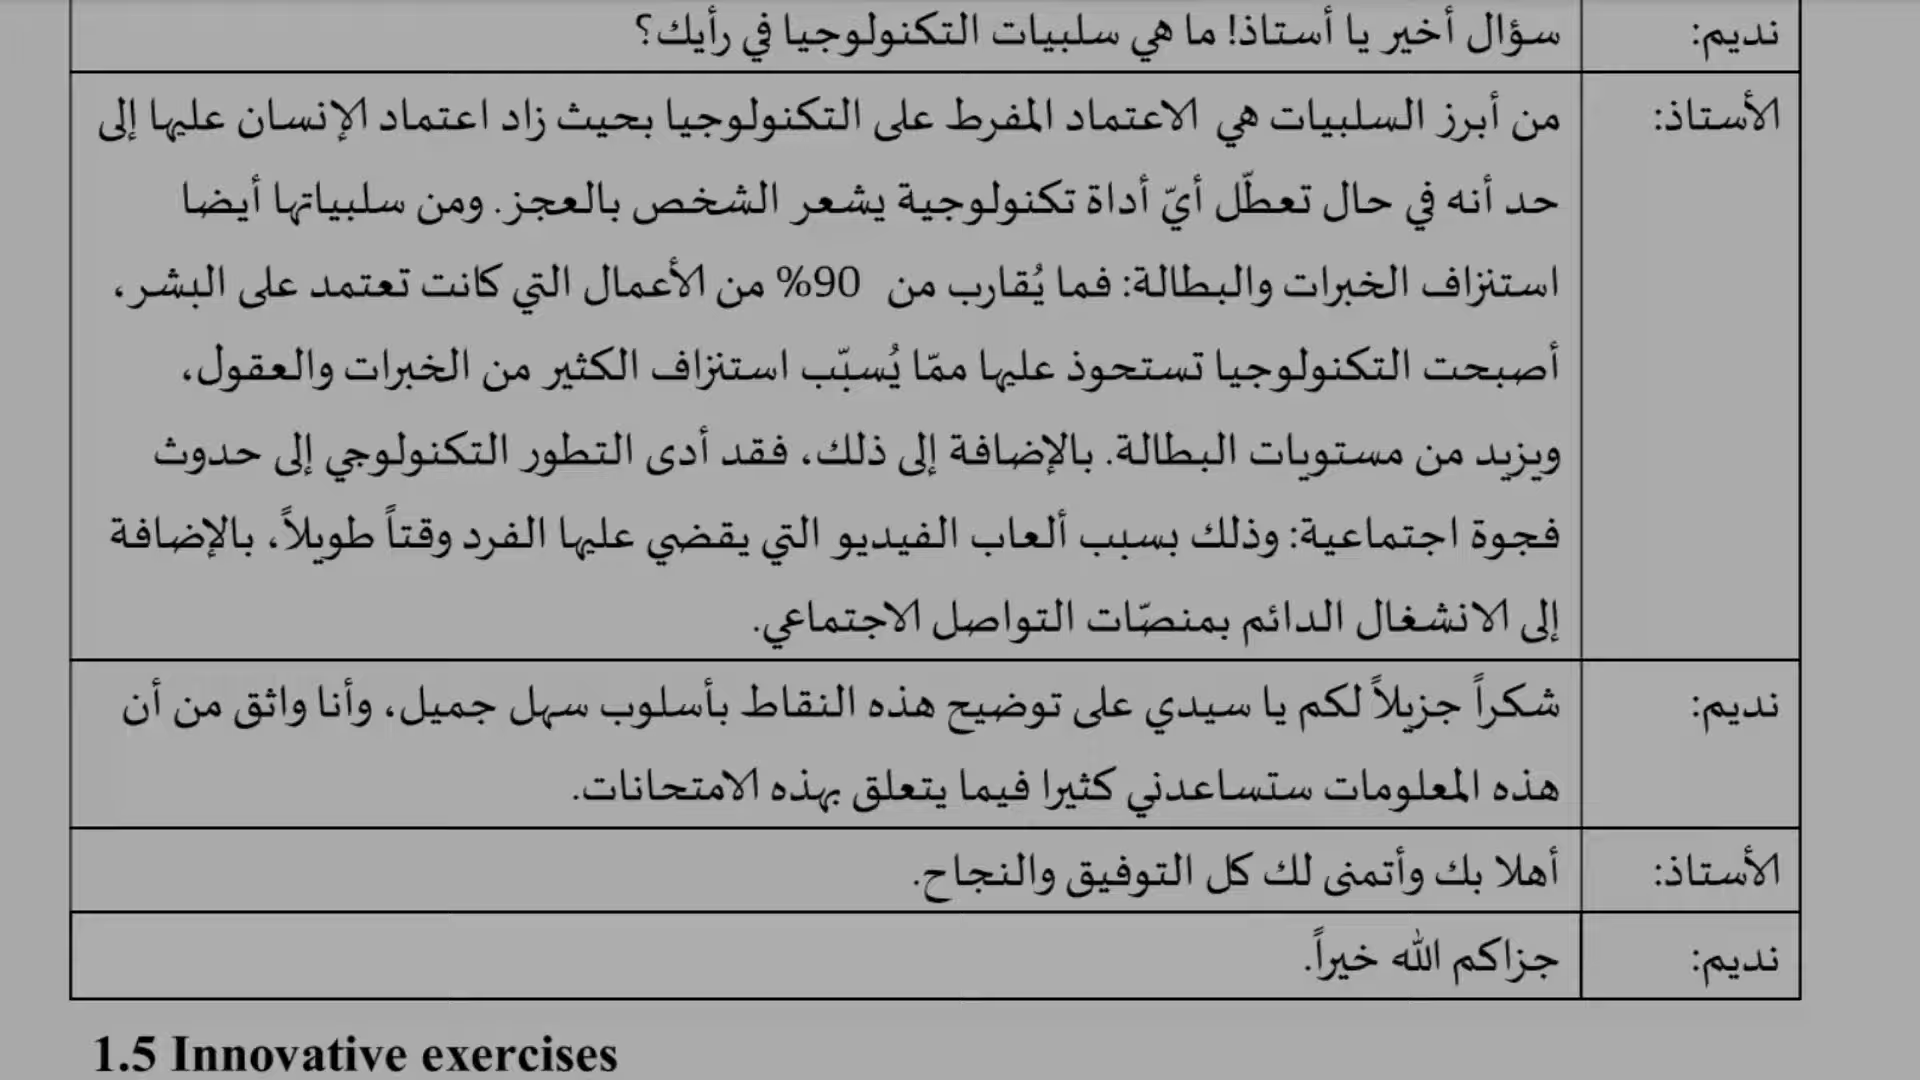 نديم: سؤال أخير يا أستاذ! ما هي سلبيات التكنولوجيا في رأيك؟
الأستاذ: من أبرز السلبيات هي الاعتماد المفرط على التكنولوجيا بحيث زاد اعتماد الإنسان عليها إلى
حد أنه في حال تعطّل أيّ أداة تكنولوجية يشعر الشخص بالعجز. ومن سلبياتها أيضا
استنزاف الخبرات والبطالة: فما يُقارب من 90% من الأعمال التي كانت تعتمد على البشر،
أصبحت التكنولوجيا تستحوذ عليها ممّا يُسبّب استنزاف الكثير من الخبرات والعقول،
ويزيد من مستويات البطالة. بالإضافة إلى ذلك، فقد أدى التطور التكنولوجي إلى حدوث
فجوة اجتماعية: وذلك بسبب ألعاب الفيديو التي يقضي عليها الفرد وقتاً طويلاً، بالإضافة
إلى الانشغال الدائم بمنصّات التواصل الاجتماعي.
نديم: شكراً جزيلاً لكم يا سيدي على توضيح هذه النقاط بأسلوب سهل جميل، وأنا واثق من أن
هذه المعلومات ستساعدني كثيرا فيما يتعلق بهذه الامتحانات.
الأستاذ: أهلا بك وأتمنى لك كل التوفيق والنجاح.
نديم: جزاكم الله خيراً.
1.5 Innovative exercises